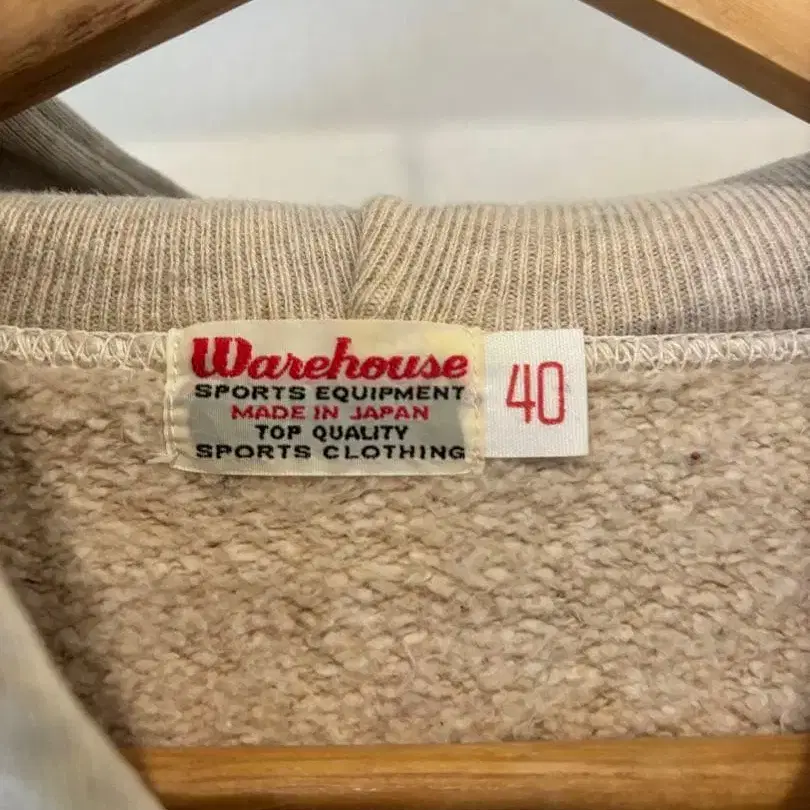 Warehouse
SPORTS EQUIPMENT
MADE IN JAPAN
TOP QUALITY
SPORTS CLOTHING
40